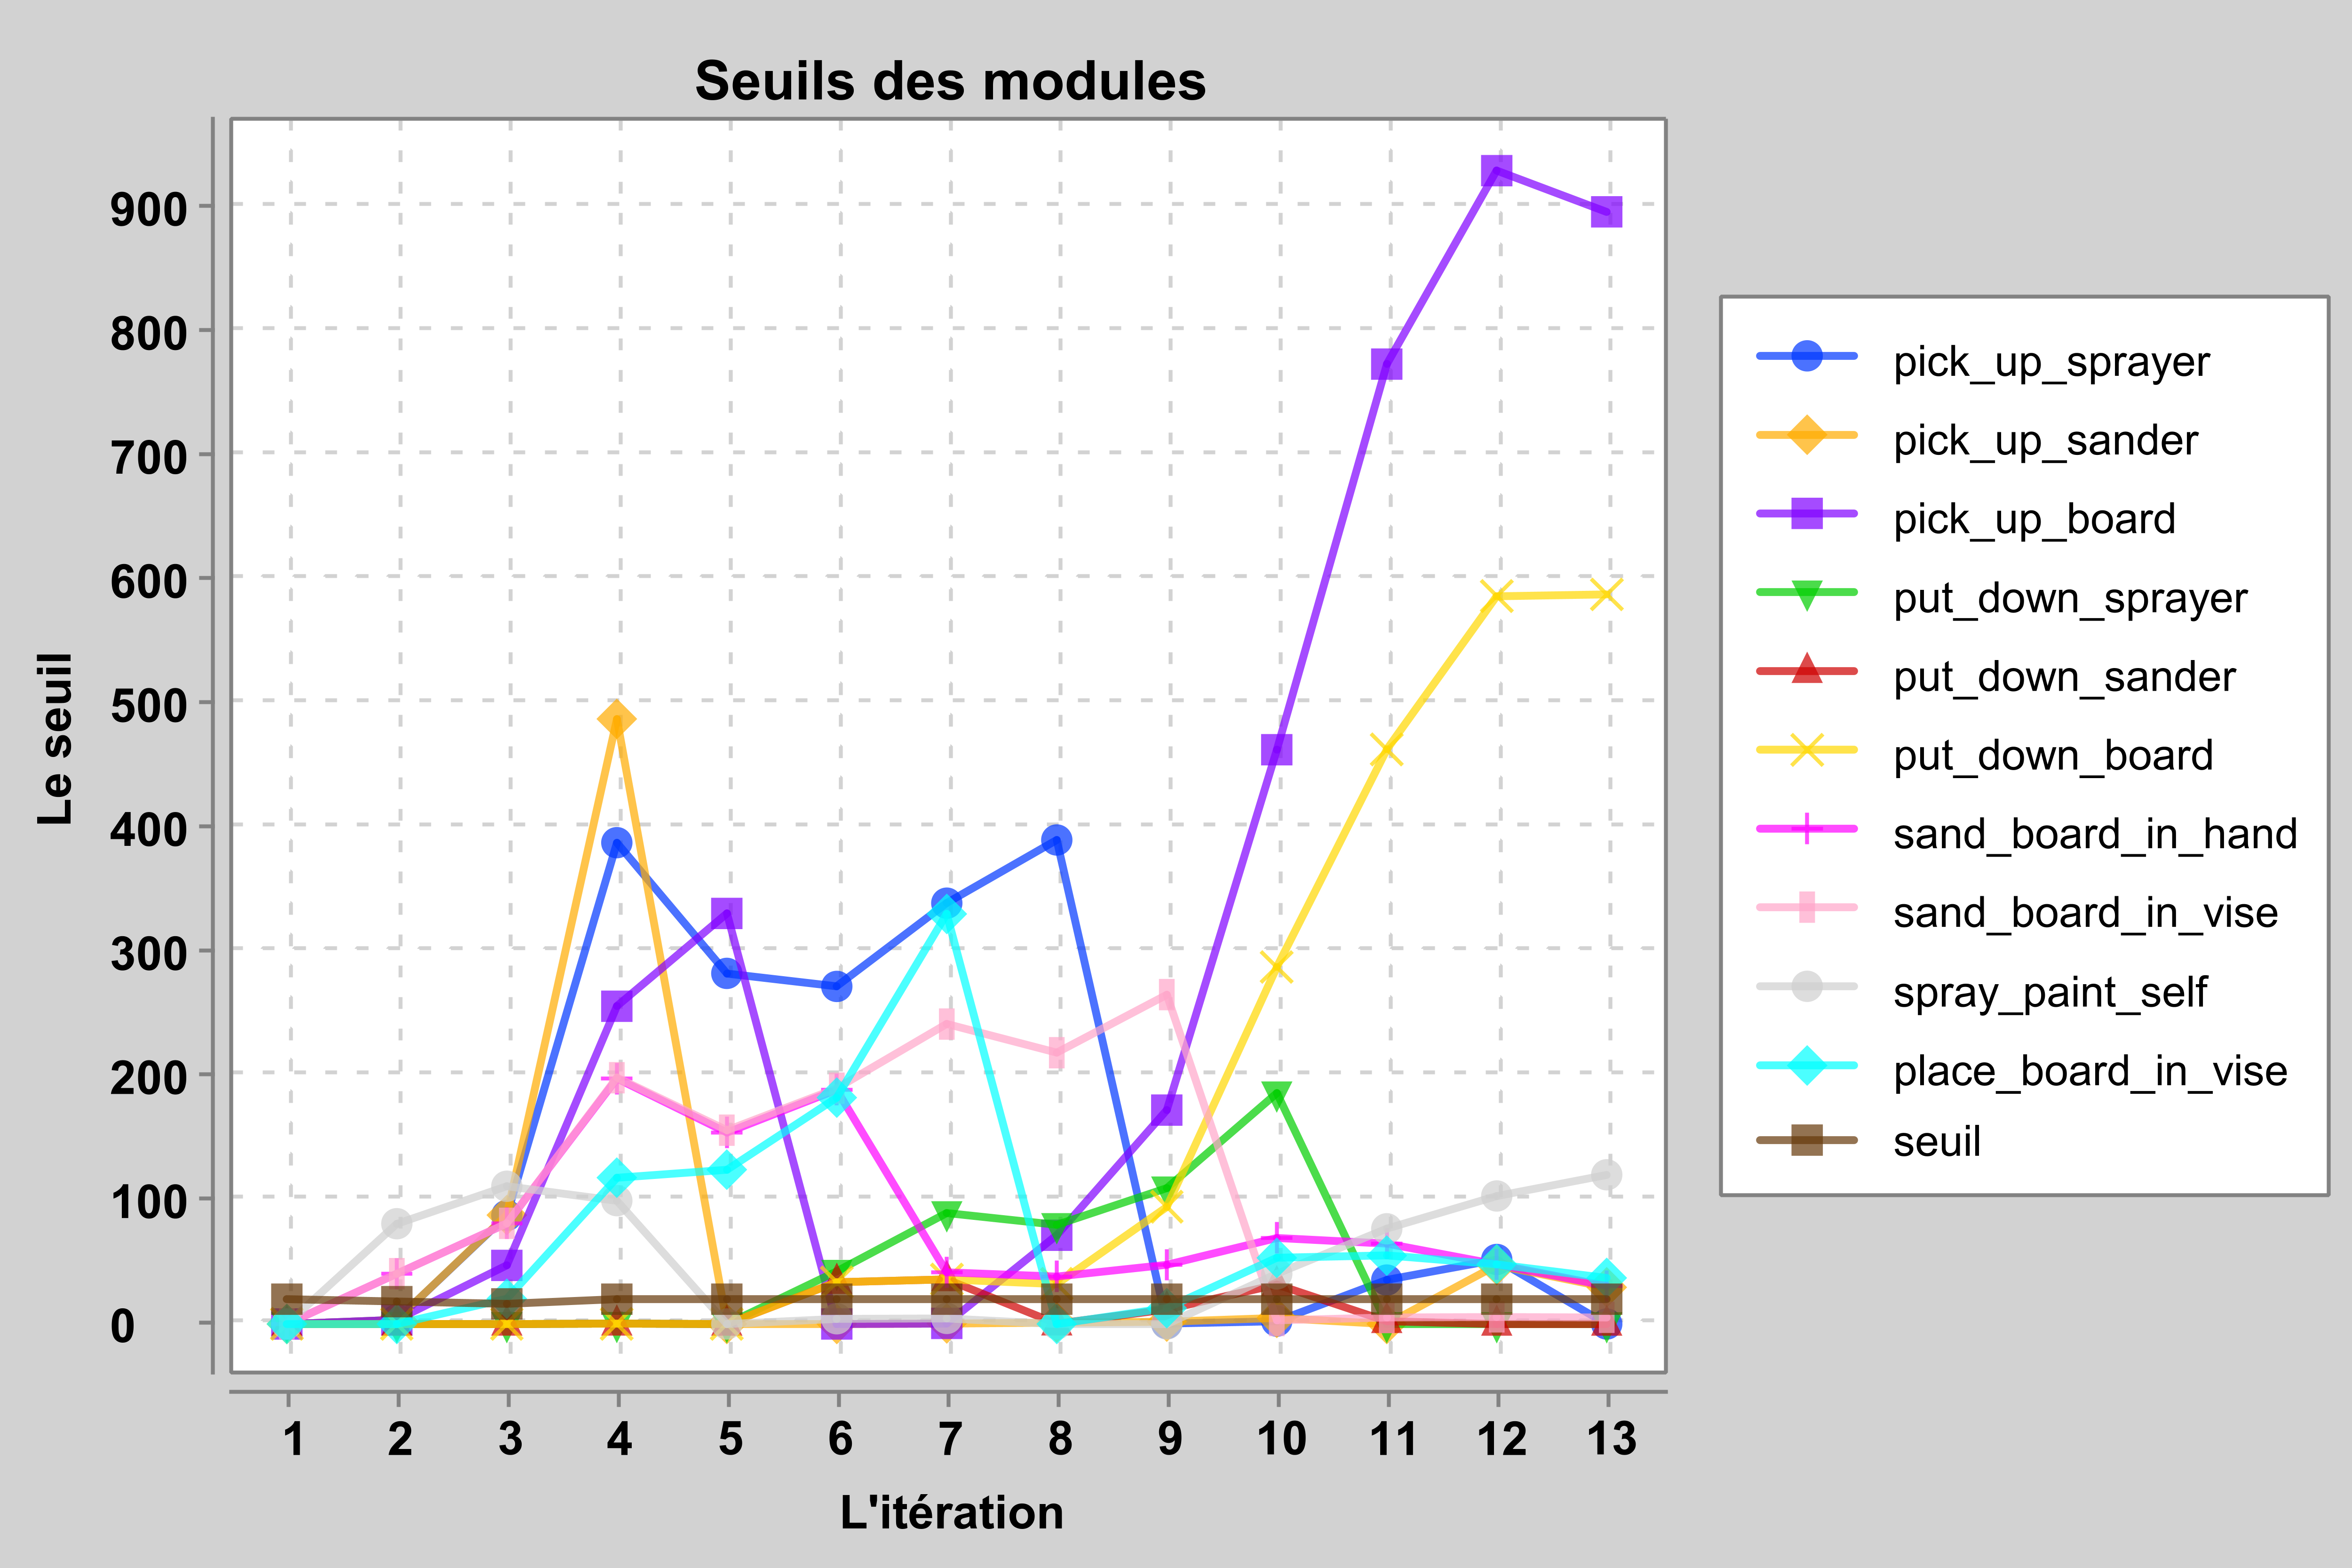 Seuils des modules
Le seuil
900
800
700
600
500
400
300
200
100
0
1 2 3 4 5 6 7 8 9 10 11 12 13
L'itération
pick_up_sprayer
pick_up_sander
pick_up_board
put_down_sprayer
put_down_sander
put_down_board
sand_board_in_hand
sand_board_in_vise
spray_paint_self
place_board_in_vise
seuil